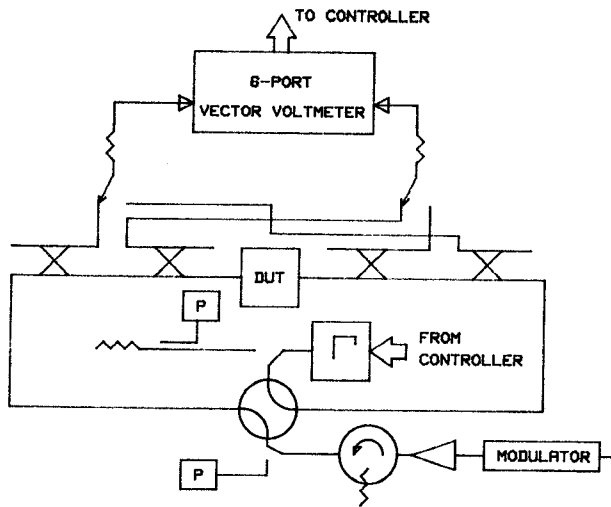 TO CONTROLLER
6-PORT
VECTOR VOLTMETER
DUT
P
FROM
CONTROLLER
P
MODULATOR